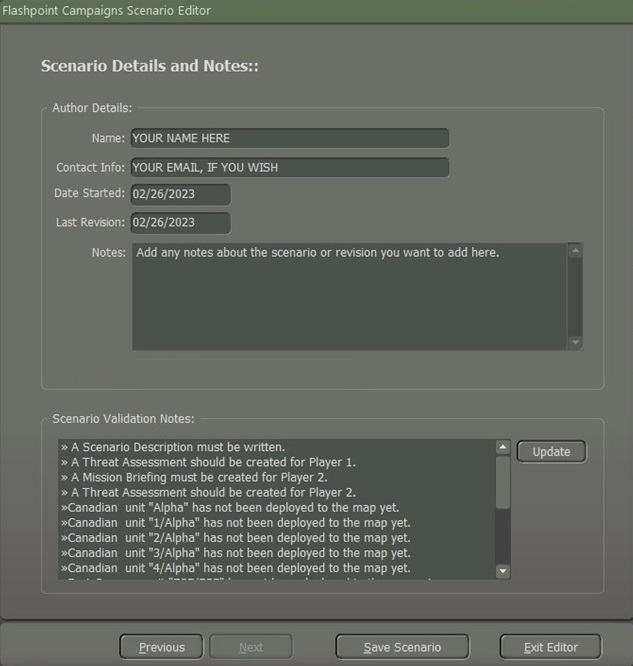 Flashpoint Campaigns Scenario Editor
Scenario Details and Notes::
Author Details:
Name: YOUR NAME HERE
Contact Info: YOUR EMAIL, IF YOU WISH
Date Started: 02/26/2023
Last Revision: 02/26/2023
Notes: Add any notes about the scenario or revision you want to add here.
Scenario Validation Notes:
» A Scenario Description must be written.
» A Threat Assessment should be created for Player 1.
» A Mission Briefing must be created for Player 2.
» A Threat Assessment should be created for Player 2.
»Canadian  unit "Alpha" has not been deployed to the map yet.
»Canadian  unit "1/Alpha" has not been deployed to the map yet.
»Canadian  unit "2/Alpha" has not been deployed to the map yet.
»Canadian  unit "3/Alpha" has not been deployed to the map yet.
»Canadian  unit "4/Alpha" has not been deployed to the map yet.
Update
Previous Next Save Scenario Exit Editor